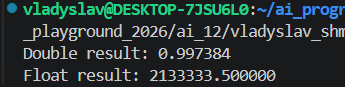 vladyslav@DESKTOP-7JSU6L0:~/ai_progr
_playground_2026/ai_12/vladyslav_shm
Double result: 0.997384
Float result: 2133333.500000